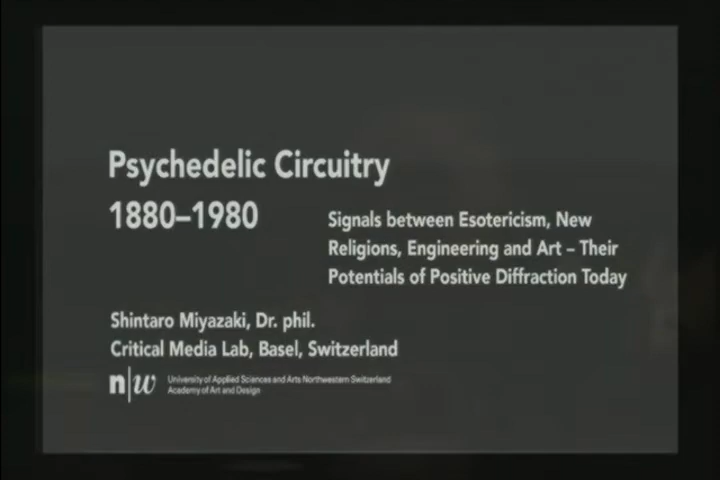 Psychedelic Circuitry
1880–1980
Signals between Esotericism, New
Religions, Engineering and Art – Their
Potentials of Positive Diffraction Today
Shintaro Miyazaki, Dr. phil.
Critical Media Lab, Basel, Switzerland
n|w
University of Applied Sciences and Arts Northwestern Switzerland
Academy of Art and Design